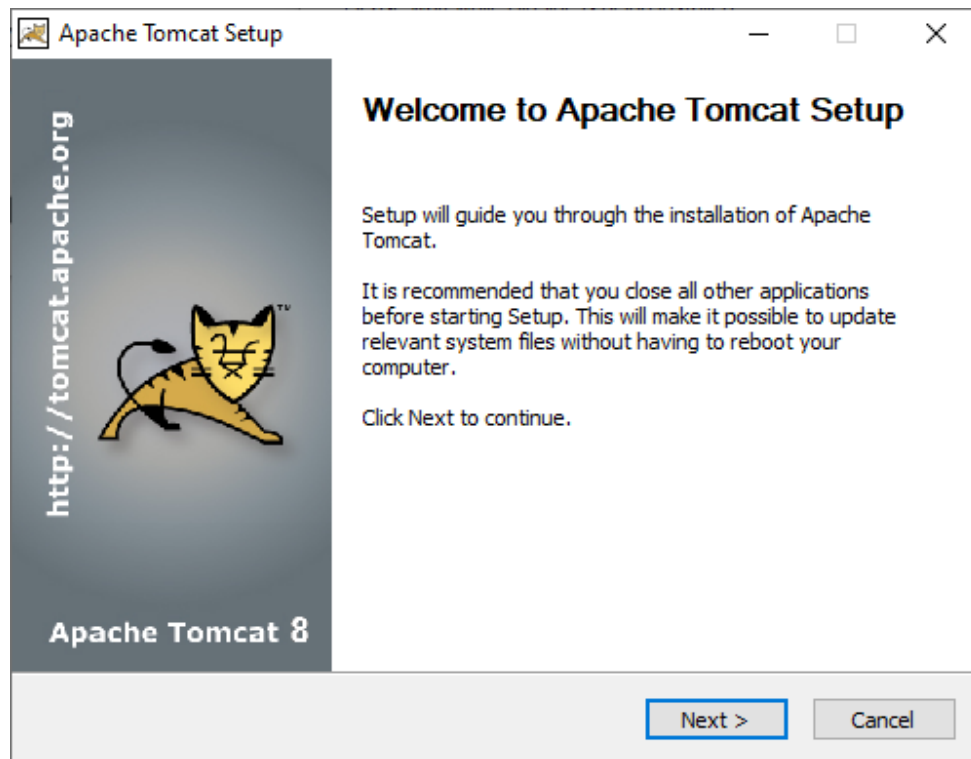 Apache Tomcat Setup
http://tomcat.apache.org
Apache Tomcat 8
Welcome to Apache Tomcat Setup
Setup will guide you through the installation of Apache
Tomcat.
It is recommended that you close all other applications
before starting Setup. This will make it possible to update
relevant system files without having to reboot your
computer.
Click Next to continue.
TM
Next >
Cancel